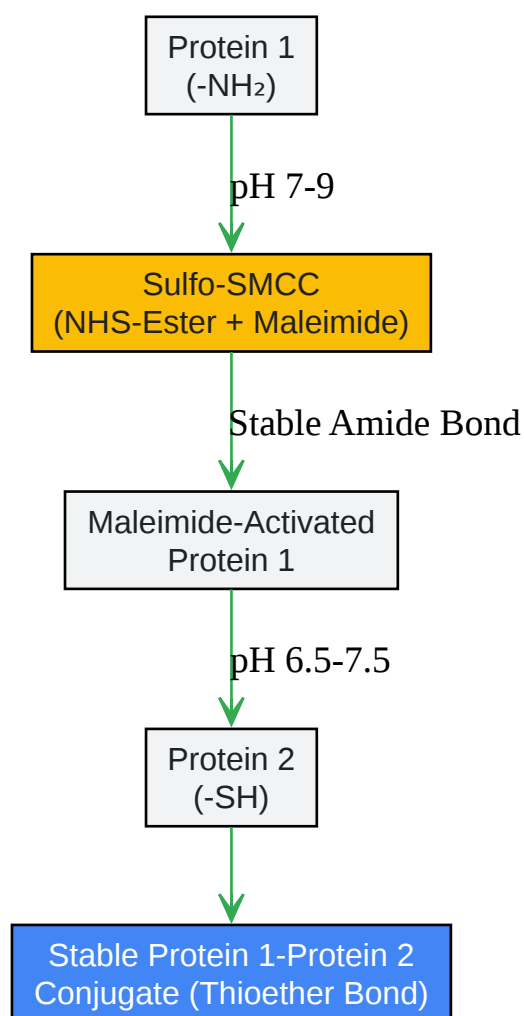 Protein 1
(-NH₂)
pH 7-9
Sulfo-SMCC
(NHS-Ester + Maleimide)
Stable Amide Bond
Maleimide-Activated
Protein 1
pH 6.5-7.5
Protein 2
(-SH)
Stable Protein 1-Protein 2
Conjugate (Thioether Bond)